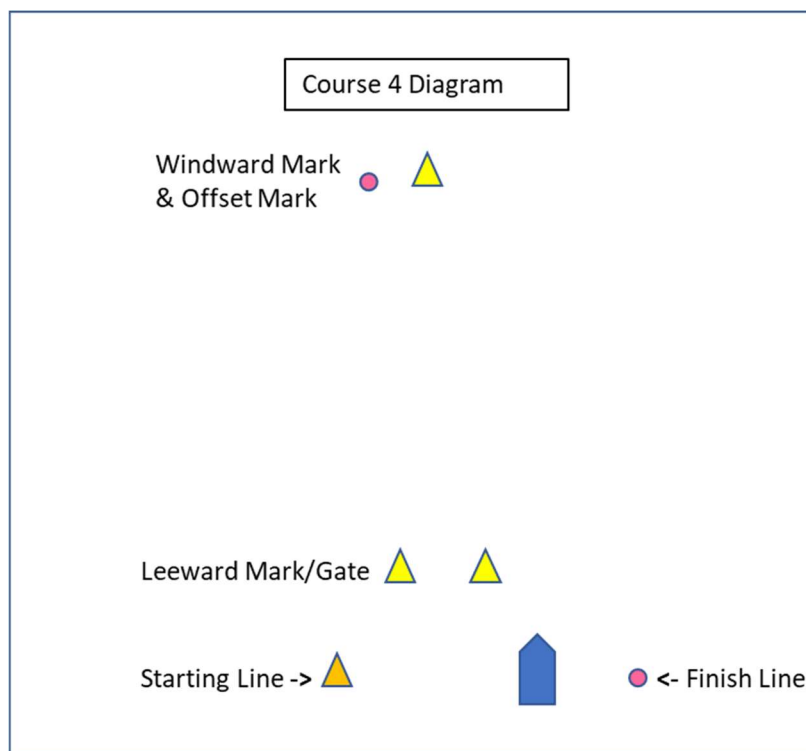 Course 4 Diagram
Windward Mark
& Offset Mark
Leeward Mark/Gate
Starting Line ->
<- Finish Line